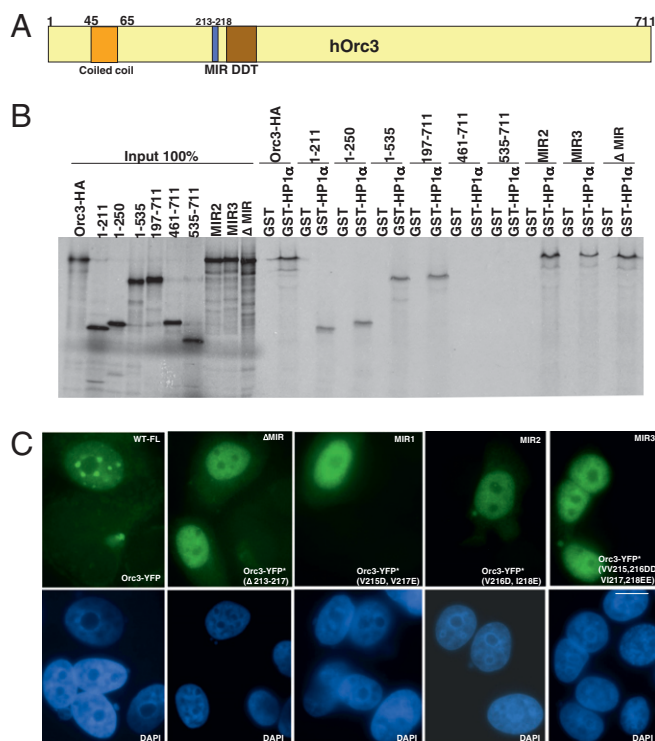 A
1 45 65 213-218 711
hOrc3
Coiled coil MIR DDT
B
Input 100%
Orc3-HA
1-211
1-250
1-535
197-711
461-711
535-711
MIR2
MIR3
Δ MIR
Orc3-HA
1-211
1-250
1-535
197-711
461-711
535-711
MIR2
MIR3
Δ MIR
GST
GST-HP1α
GST
GST-HP1α
GST
GST-HP1α
GST
GST-HP1α
GST
GST-HP1α
GST
GST-HP1α
GST
GST-HP1α
GST
GST-HP1α
GST
GST-HP1α
GST
GST-HP1α
C
WT-FL
Orc3-YFP
ΔMIR
Orc3-YFP*
(Δ 213-217)
MIR1
Orc3-YFP*
(V215D, V217E)
MIR2
Orc3-YFP*
(V216D, I218E)
MIR3
Orc3-YFP*
(VV215,216DD
VI217,218EE)
DAPI
DAPI
DAPI
DAPI
DAPI